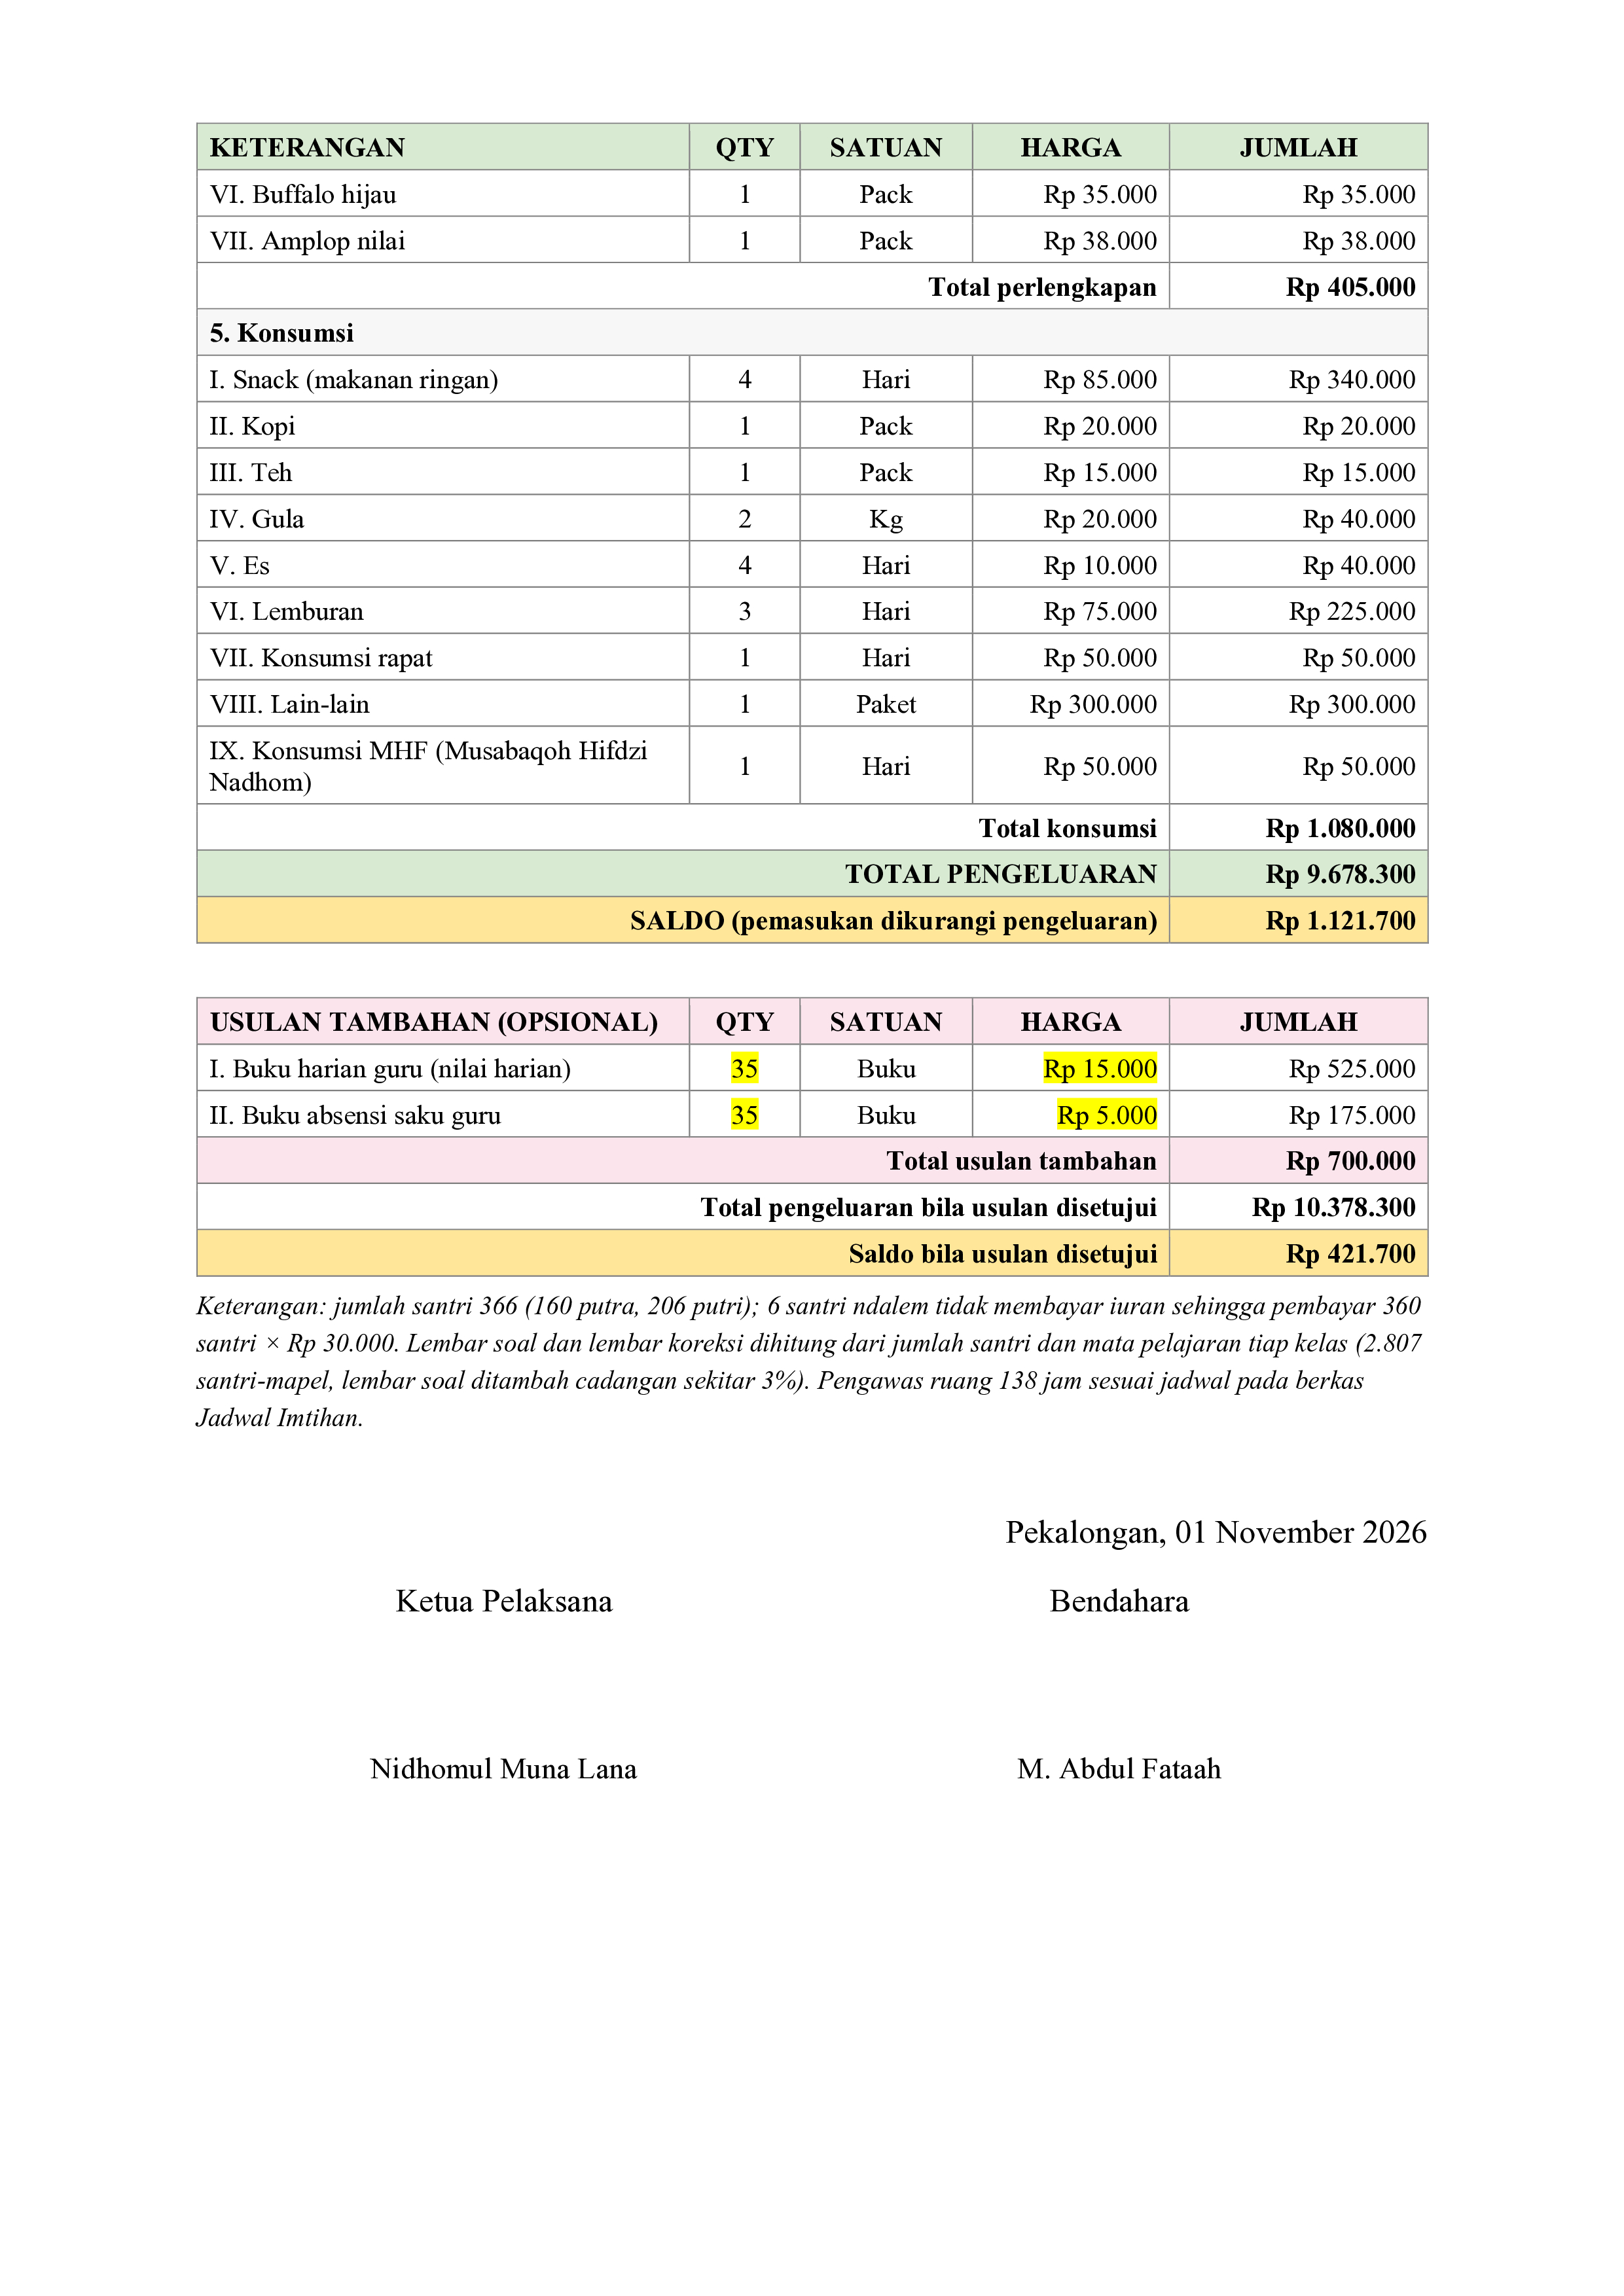 KETERANGAN QTY SATUAN HARGA JUMLAH
VI. Buffalo hijau 1 Pack Rp 35.000 Rp 35.000
VII. Amplop nilai 1 Pack Rp 38.000 Rp 38.000
Total perlengkapan Rp 405.000
5. Konsumsi
I. Snack (makanan ringan) 4 Hari Rp 85.000 Rp 340.000
II. Kopi 1 Pack Rp 20.000 Rp 20.000
III. Teh 1 Pack Rp 15.000 Rp 15.000
IV. Gula 2 Kg Rp 20.000 Rp 40.000
V. Es 4 Hari Rp 10.000 Rp 40.000
VI. Lemburan 3 Hari Rp 75.000 Rp 225.000
VII. Konsumsi rapat 1 Hari Rp 50.000 Rp 50.000
VIII. Lain-lain 1 Paket Rp 300.000 Rp 300.000
IX. Konsumsi MHF (Musabaqoh Hifdzi
Nadhom) 1 Hari Rp 50.000 Rp 50.000
Total konsumsi Rp 1.080.000
TOTAL PENGELUARAN Rp 9.678.300
SALDO (pemasukan dikurangi pengeluaran) Rp 1.121.700
USULAN TAMBAHAN (OPSIONAL) QTY SATUAN HARGA JUMLAH
I. Buku harian guru (nilai harian) 35 Buku Rp 15.000 Rp 525.000
II. Buku absensi saku guru 35 Buku Rp 5.000 Rp 175.000
Total usulan tambahan Rp 700.000
Total pengeluaran bila usulan disetujui Rp 10.378.300
Saldo bila usulan disetujui Rp 421.700
Keterangan: jumlah santri 366 (160 putra, 206 putri); 6 santri ndalem tidak membayar iuran sehingga pembayar 360
santri × Rp 30.000. Lembar soal dan lembar koreksi dihitung dari jumlah santri dan mata pelajaran tiap kelas (2.807
santri-mapel, lembar soal ditambah cadangan sekitar 3%). Pengawas ruang 138 jam sesuai jadwal pada berkas
Jadwal Imtihan.
Pekalongan, 01 November 2026
Ketua Pelaksana Bendahara
Nidhomul Muna Lana M. Abdul Fataah